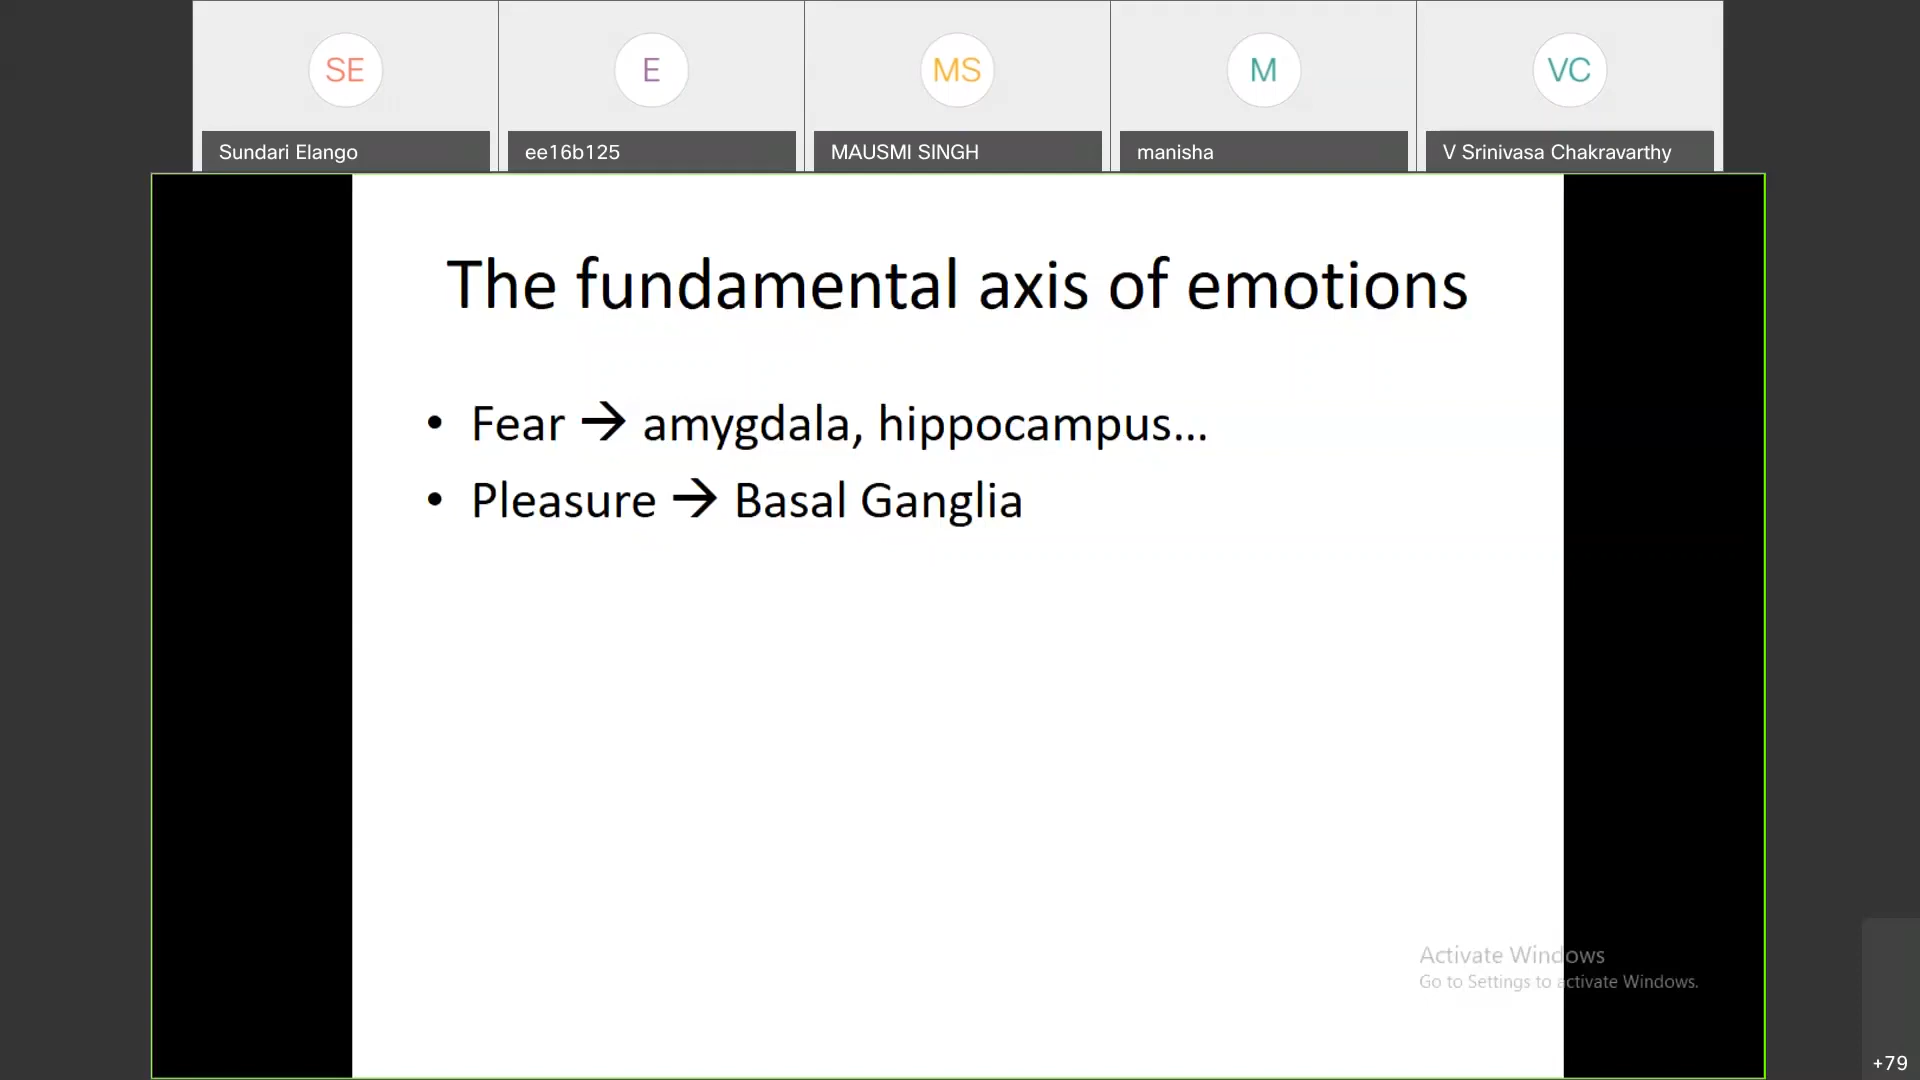 SE
E
MS
M
VC
Sundari Elango
ee16b125
MAUSMI SINGH
manisha
V Srinivasa Chakravarthy
The fundamental axis of emotions
• Fear → amygdala, hippocampus...
• Pleasure → Basal Ganglia
Activate Windows
Go to Settings to activate Windows.
+79